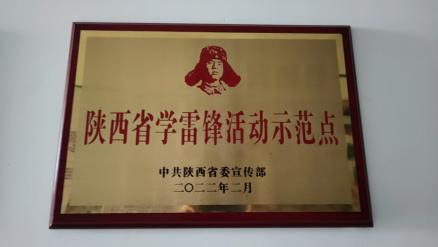 陕西省学雷锋活动示范点
中共陕西省委宣传部
二〇二二年二月